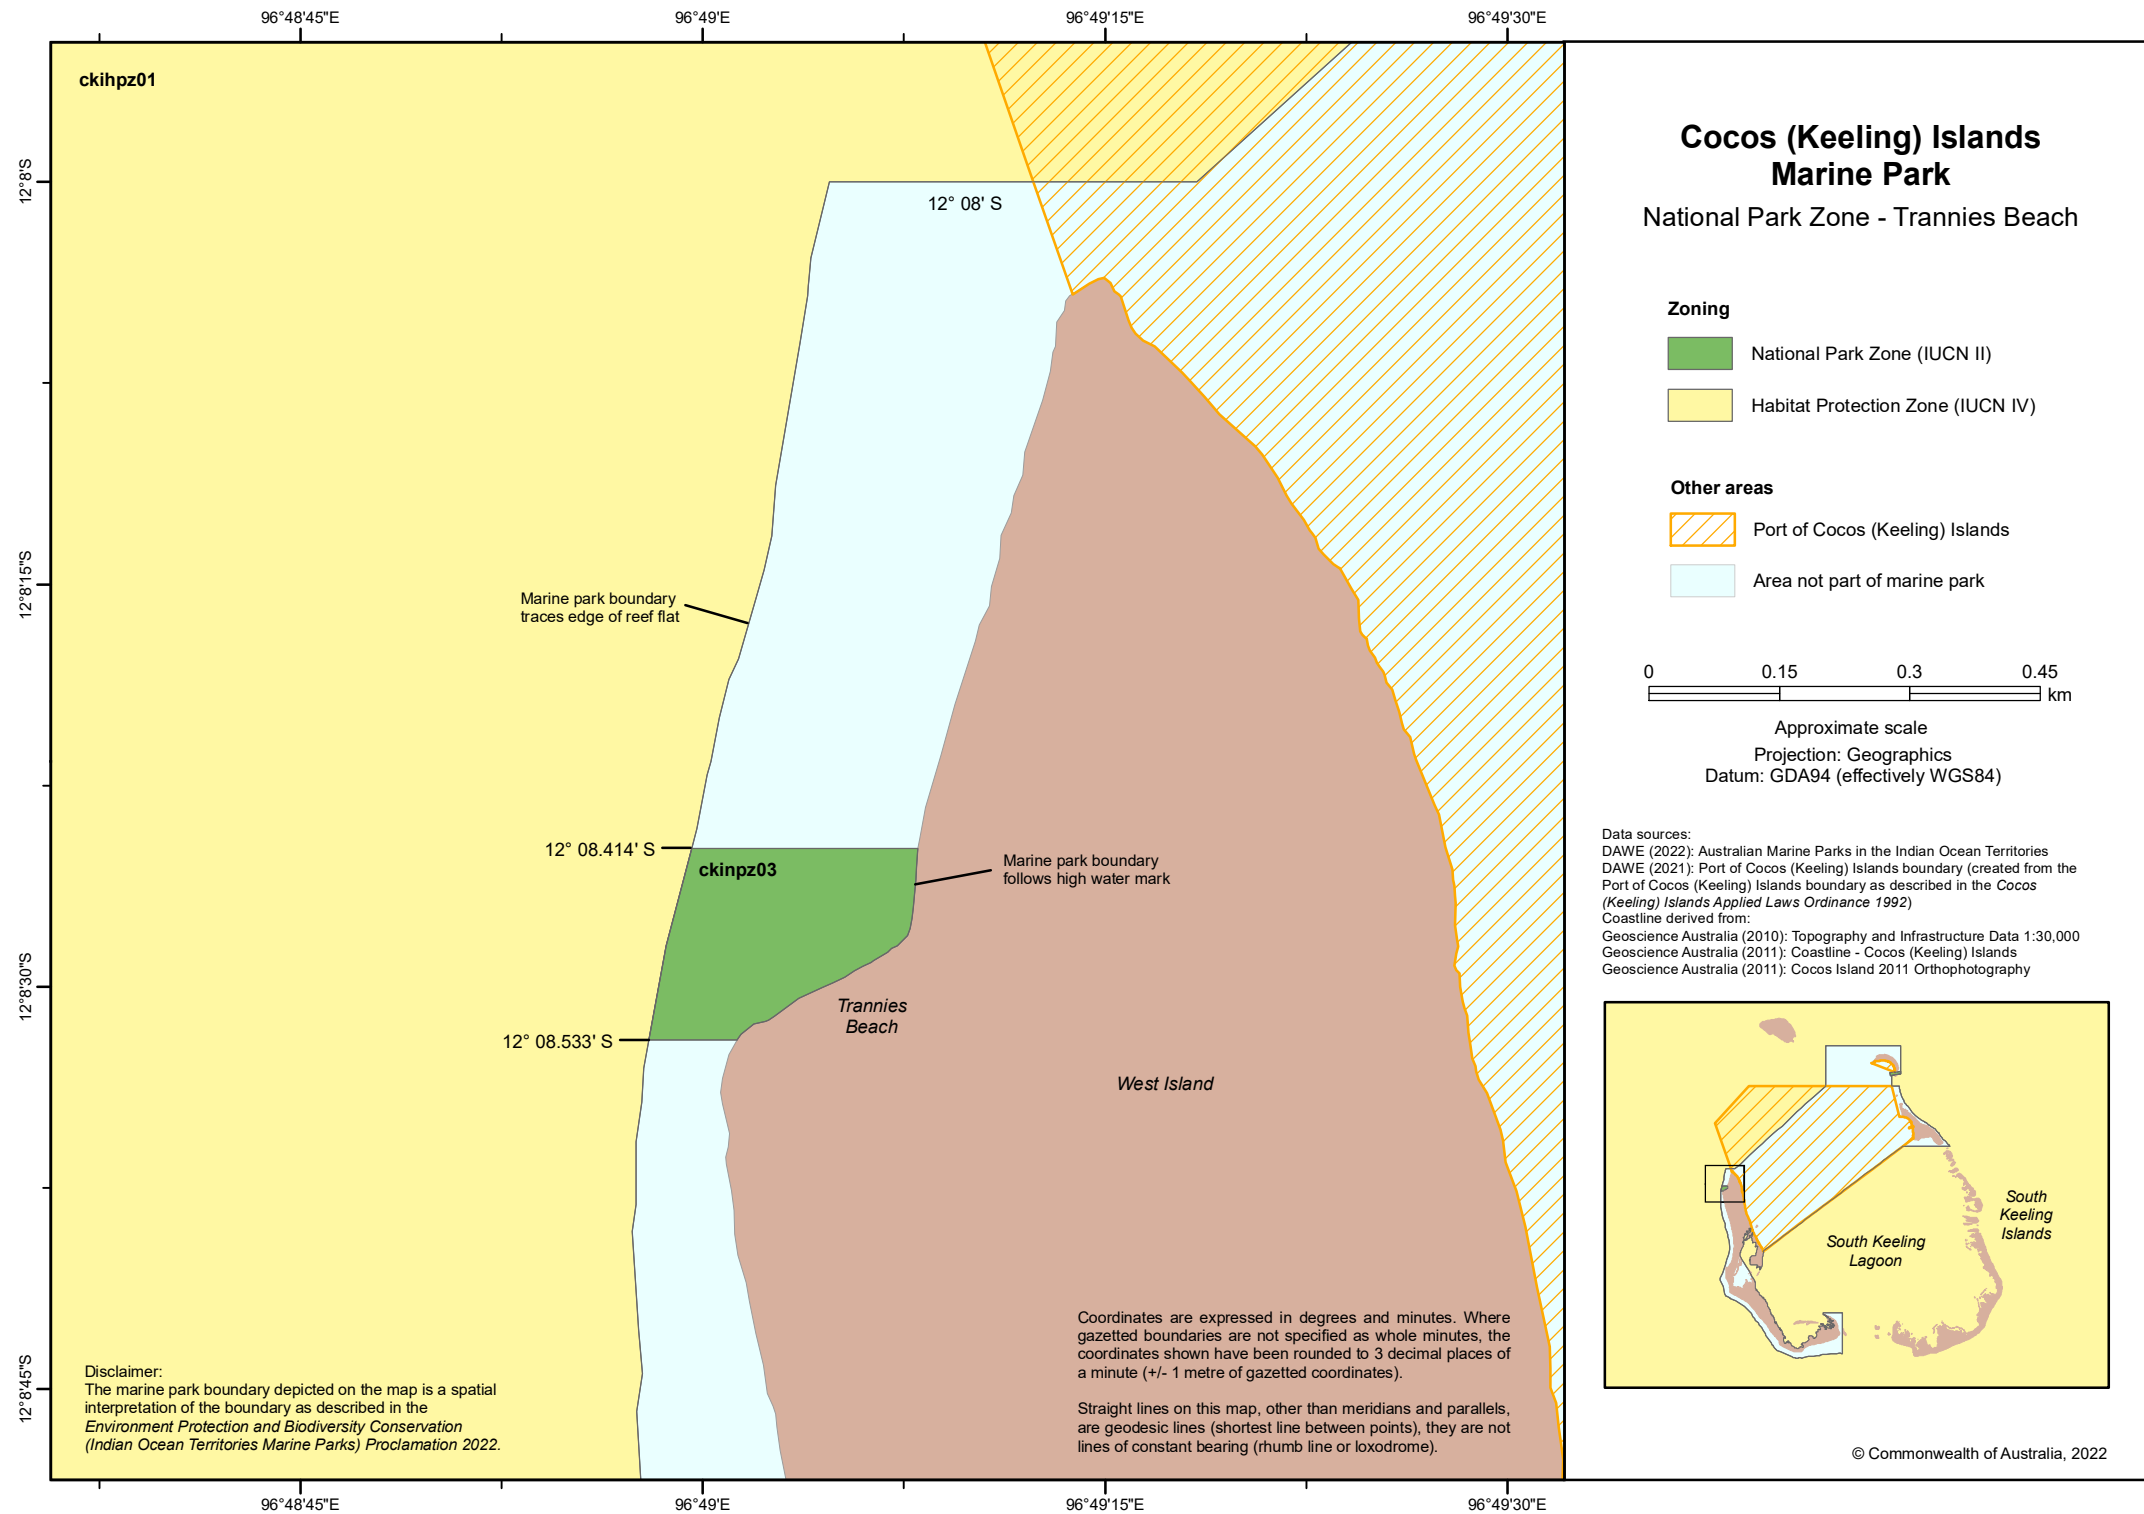 96°48'45"E
96°49'E
96°49'15"E
96°49'30"E
ckihpz01
12°8'S
12° 08' S
12°8'15"S
Marine park boundary
traces edge of reef flat
12° 08.414' S
ckinpz03
Marine park boundary
follows high water mark
12°8'30"S
Trannies
Beach
12° 08.533' S
West Island
12°8'45"S
Disclaimer:
The marine park boundary depicted on the map is a spatial
interpretation of the boundary as described in the
Environment Protection and Biodiversity Conservation
(Indian Ocean Territories Marine Parks) Proclamation 2022.
Coordinates are expressed in degrees and minutes. Where
gazetted boundaries are not specified as whole minutes, the
coordinates shown have been rounded to 3 decimal places of
a minute (+/- 1 metre of gazetted coordinates).
Straight lines on this map, other than meridians and parallels,
are geodesic lines (shortest line between points), they are not
lines of constant bearing (rhumb line or loxodrome).
96°48'45"E
96°49'E
96°49'15"E
96°49'30"E
Cocos (Keeling) Islands
Marine Park
National Park Zone - Trannies Beach
Zoning
National Park Zone (IUCN II)
Habitat Protection Zone (IUCN IV)
Other areas
Port of Cocos (Keeling) Islands
Area not part of marine park
0 0.15 0.3 0.45
km
Approximate scale
Projection: Geographics
Datum: GDA94 (effectively WGS84)
Data sources:
DAWE (2022): Australian Marine Parks in the Indian Ocean Territories
DAWE (2021): Port of Cocos (Keeling) Islands boundary (created from the
Port of Cocos (Keeling) Islands boundary as described in the Cocos
(Keeling) Islands Applied Laws Ordinance 1992)
Coastline derived from:
Geoscience Australia (2010): Topography and Infrastructure Data 1:30,000
Geoscience Australia (2011): Coastline - Cocos (Keeling) Islands
Geoscience Australia (2011): Cocos Island 2011 Orthophotography
South
Keeling
Islands
South Keeling
Lagoon
© Commonwealth of Australia, 2022